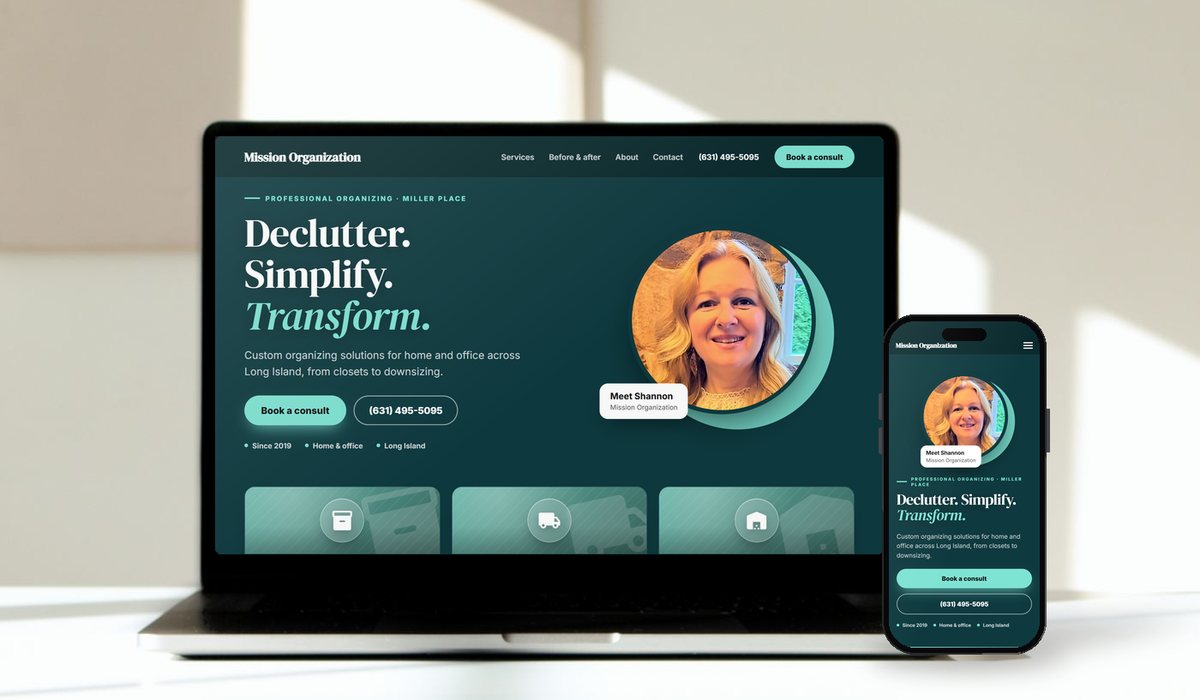 Mission Organization
Services
Before & after
About
Contact
(631) 495-5095
Book a consult
PROFESSIONAL ORGANIZING · MILLER PLACE
Declutter.
Simplify.
Transform.
Custom organizing solutions for home and office across
Long Island, from closets to downsizing.
Book a consult
(631) 495-5095
Since 2019
Home & office
Long Island
Meet Shannon
Mission Organization
Mission Organization
Meet Shannon
Mission Organization
PROFESSIONAL ORGANIZING · MILLER
PLACE
Declutter. Simplify.
Transform.
Custom organizing solutions for home and
office across Long Island, from closets to
downsizing.
Book a consult
(631) 495-5095
Since 2019
Home & office
Long Island